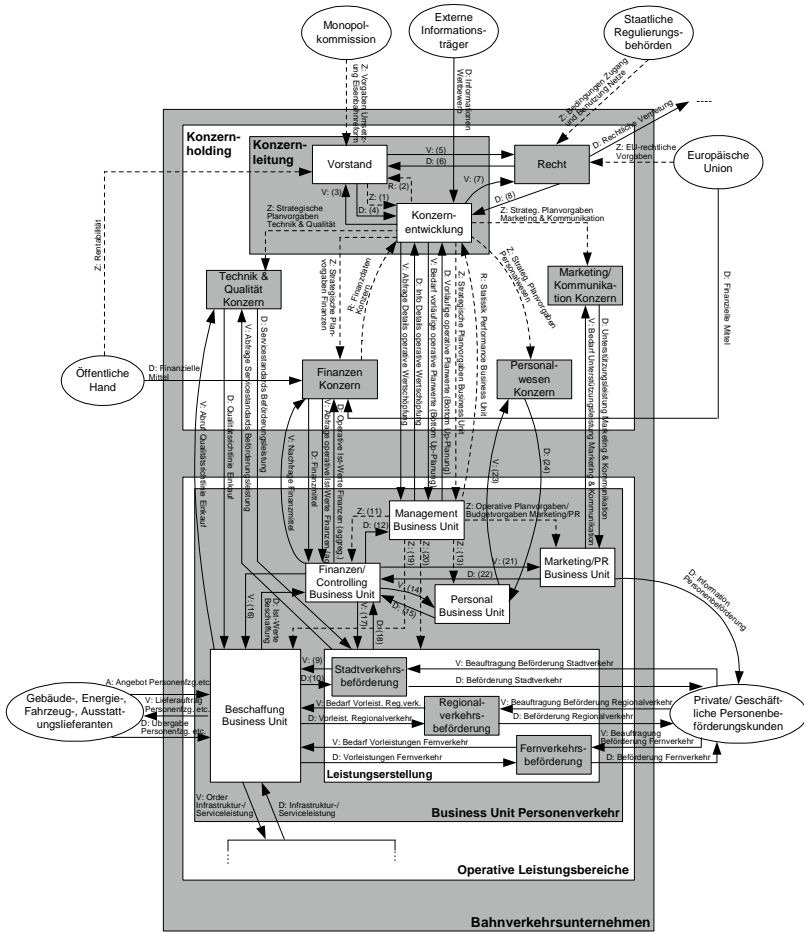 Monopol-
kommission
Externe
Informations-
träger
Staatliche
Regulierungs-
behörden
Z: Vorgaben Umsetz-
ung Eisenbahnreform
D: Informationen
Wettbewerb
Z: Bedingungen Zugang
und Benutzung Netze
D: Rechtliche Vertretung
Konzern-
holding
Konzern-
leitung
Vorstand
V: (5)
D: (6)
Recht
Z: EU-rechtliche
Vorgaben
Europäische
Union
V: (3)
D: (4)
Z: (1)
R: (2)
V: (7)
D: (8)
Konzern-
entwicklung
Z: Rentabilität
Z: Strategische
Planvorgaben
Technik & Qualität
Z: Strateg. Planvorgaben
Marketing & Kommunikation
Z: Strategische Plan-
vorgaben Finanzen
R: Finanzdaten
Konzern
V: Abfrage Details operative Wertschöpfung
D: Info Details operative Wertschöpfung
V: Bedarf vorläufige operative Planwerte (Bottom Up-Planung)
D: Vorläufige operative Planwerte (Bottom Up-Planung)
Z: Strategische Planvorgaben Business Unit
R: Statistik Performance Business Unit
Z: Strateg. Planvorgaben
Personalwesen
Technik &
Qualität
Konzern
Marketing/
Kommunika-
tion Konzern
D: Finanzielle Mittel
Öffentliche
Hand
D: Finanzielle
Mittel
Finanzen
Konzern
Personal-
wesen
Konzern
V: Abruf Qualitätsrichtlinie Einkauf
D: Qualitätsrichtlinie Einkauf
V: Abfrage Servicestandards Beförderungsleistung
D: Servicestandards Beförderungsleistung
V: Nachfrage Finanzmittel
D: Finanzmittel
V: Abfrage operative Ist-Werte Finanzen (aggreg.)
D: Operative Ist-Werte Finanzen (aggreg.)
V: (23)
D: (24)
V: Bedarf Unterstützungsleistung Marketing & Kommunikation
D: Unterstützungsleistung Marketing & Kommunikation
Management
Business Unit
Z: Operative Planvorgaben/
Budgetvorgaben Marketing/PR
Z: (11)
D: (12)
Z: (19)
Z: (20)
Z: (13)
Finanzen/
Controlling
Business Unit
V: (21)
D: (22)
Marketing/PR
Business Unit
V: (14)
D: (15)
Personal
Business Unit
D: Information
Personenbeförderung
V: (16)
D: Ist-Werte
Beschaffung
V: (17)
D: (18)
V: (9)
D:(10)
Stadtverkehrs-
beförderung
V: Beauftragung Beförderung Stadtverkehr
D: Beförderung Stadtverkehr
Gebäude-, Energie-,
Fahrzeug-, Ausstat-
tungslieferanten
A: Angebot Personenfzg.etc.
V: Lieferauftrag
Personenfzg. etc.
D: Übergabe
Personenfzg. etc.
Beschaffung
Business Unit
V: Bedarf Vorleist. Reg.verk.
D: Vorleist. Regionalverkehr
Regional-
verkehrs-
beförderung
V: Beauftragung Beförderung Regionalverkehr
D: Beförderung Regionalverkehr
Private/ Geschäft-
liche Personenbe-
förderungskunden
V: Bedarf Vorleistungen Fernverkehr
D: Vorleistungen Fernverkehr
Fernverkehrs-
beförderung
V: Beauftragung
Beförderung Fernverkehr
D: Beförderung Fernverkehr
Leistungserstellung
V: Order
Infrastruktur-/
Serviceleistung
D: Infrastruktur-/
Serviceleistung
Business Unit Personenverkehr
Operative Leistungsbereiche
Bahnverkehrsunternehmen